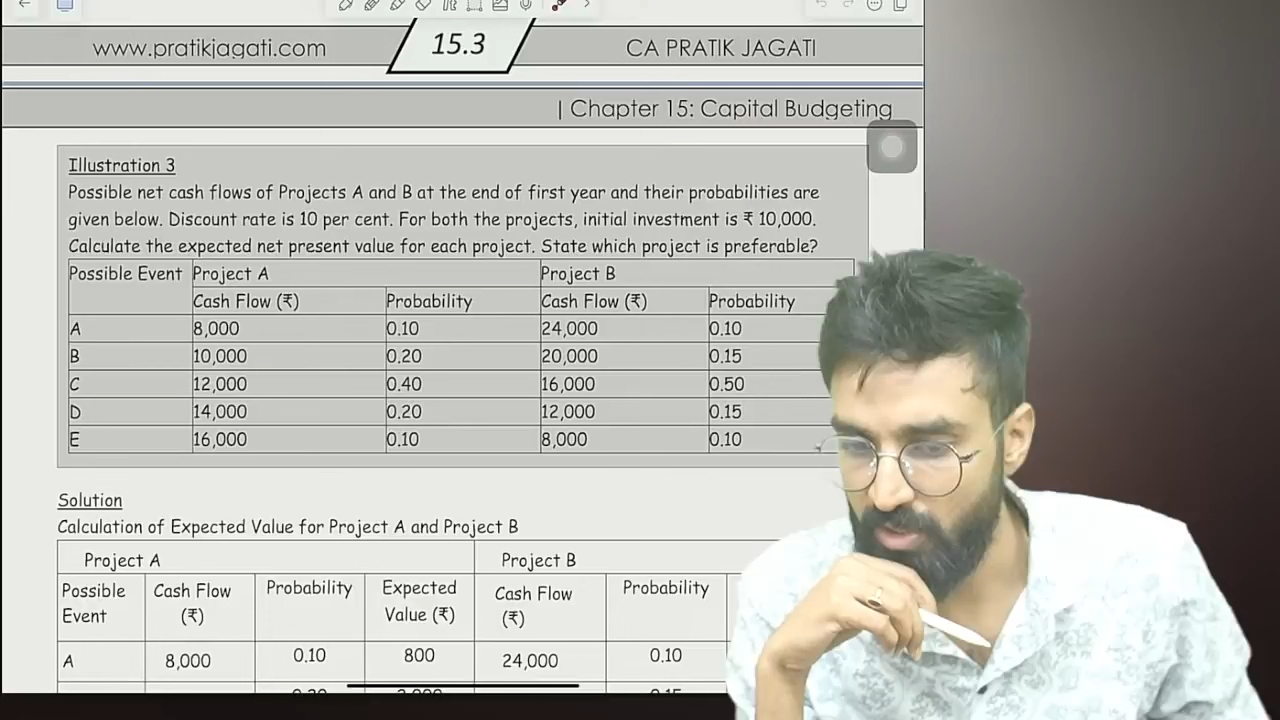 www.pratikjagati.com 15.3 CA PRATIK JAGATI
| Chapter 15: Capital Budgeting
Illustration 3
Possible net cash flows of Projects A and B at the end of first year and their probabilities are
given below. Discount rate is 10 per cent. For both the projects, initial investment is ₹ 10,000.
Calculate the expected net present value for each project. State which project is preferable?
Possible Event Project A Project B
Cash Flow (₹) Probability Cash Flow (₹) Probability
A 8,000 0.10 24,000 0.10
B 10,000 0.20 20,000 0.15
C 12,000 0.40 16,000 0.50
D 14,000 0.20 12,000 0.15
E 16,000 0.10 8,000 0.10
Solution
Calculation of Expected Value for Project A and Project B
Project A Project B
Possible Event Cash Flow (₹) Probability Expected Value (₹) Cash Flow (₹) Probability
A 8,000 0.10 800 24,000 0.10